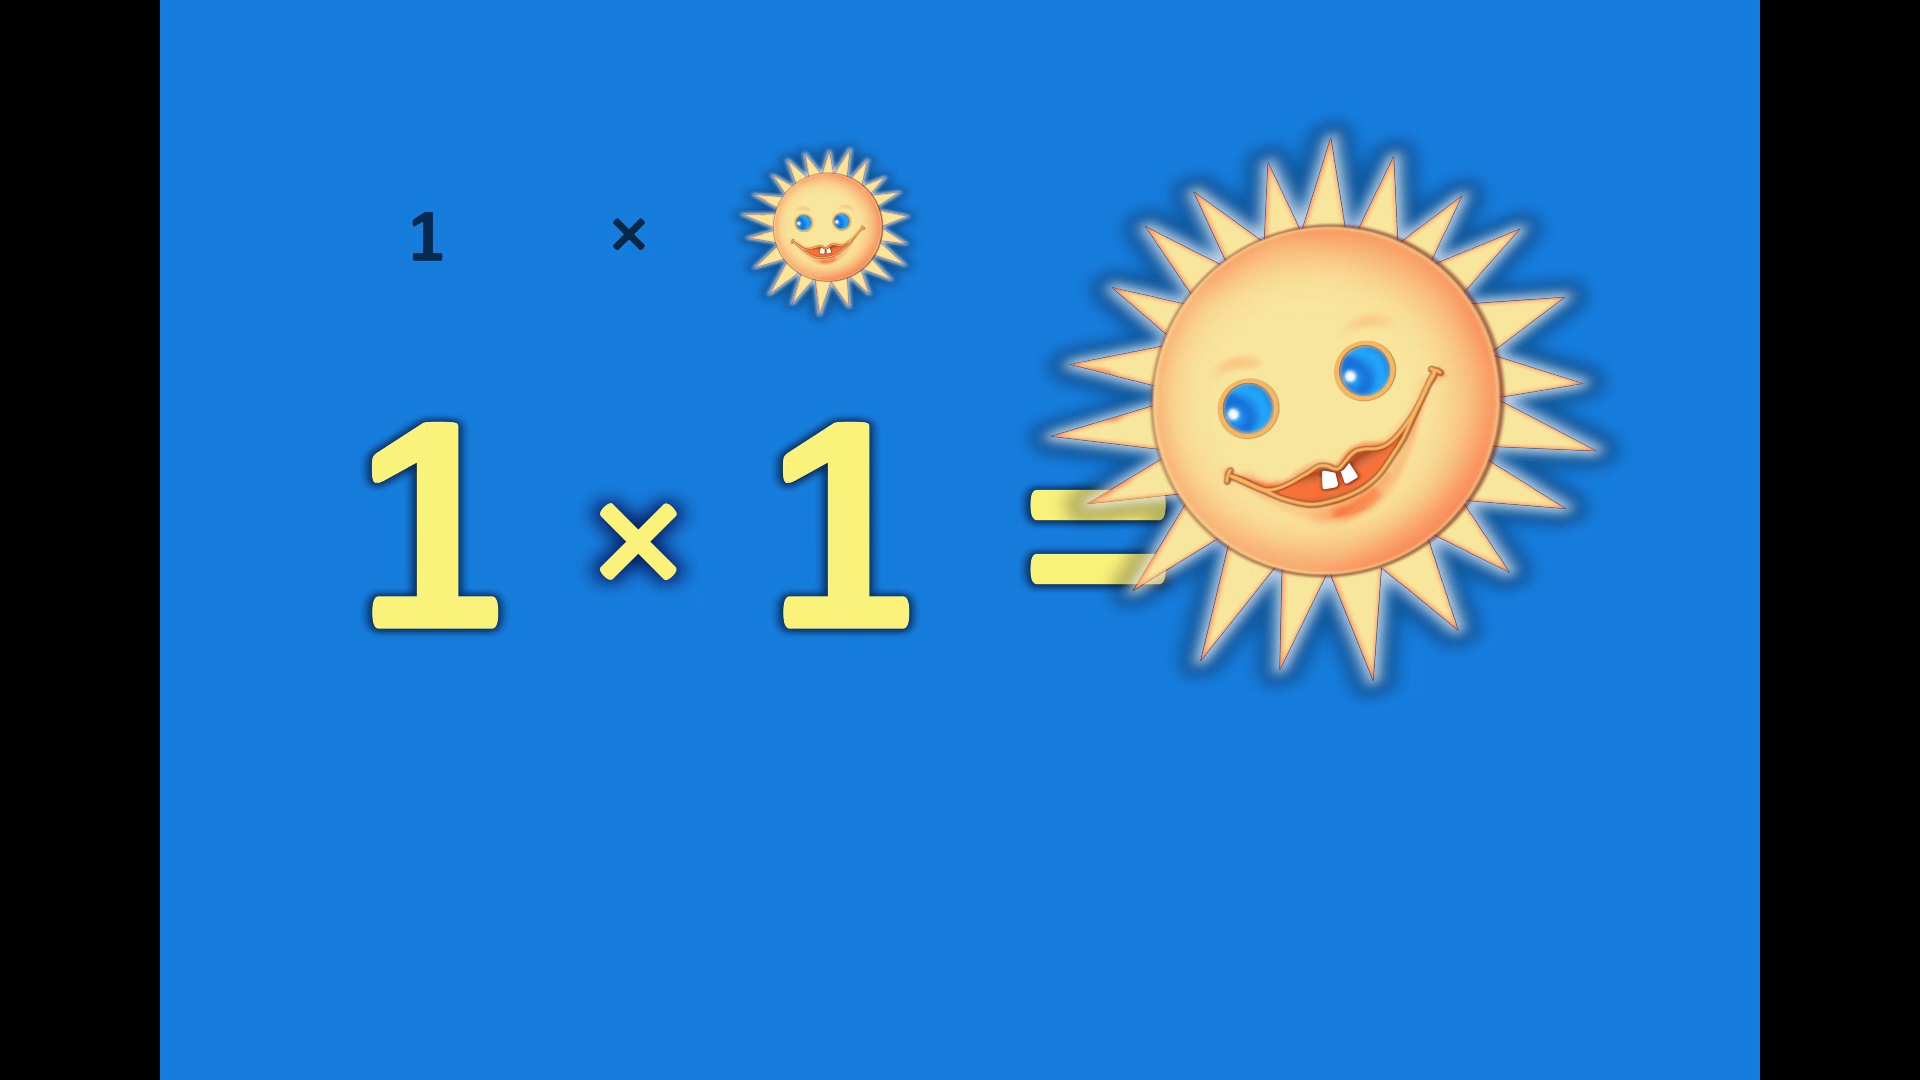 1 ×
1 × 1 =